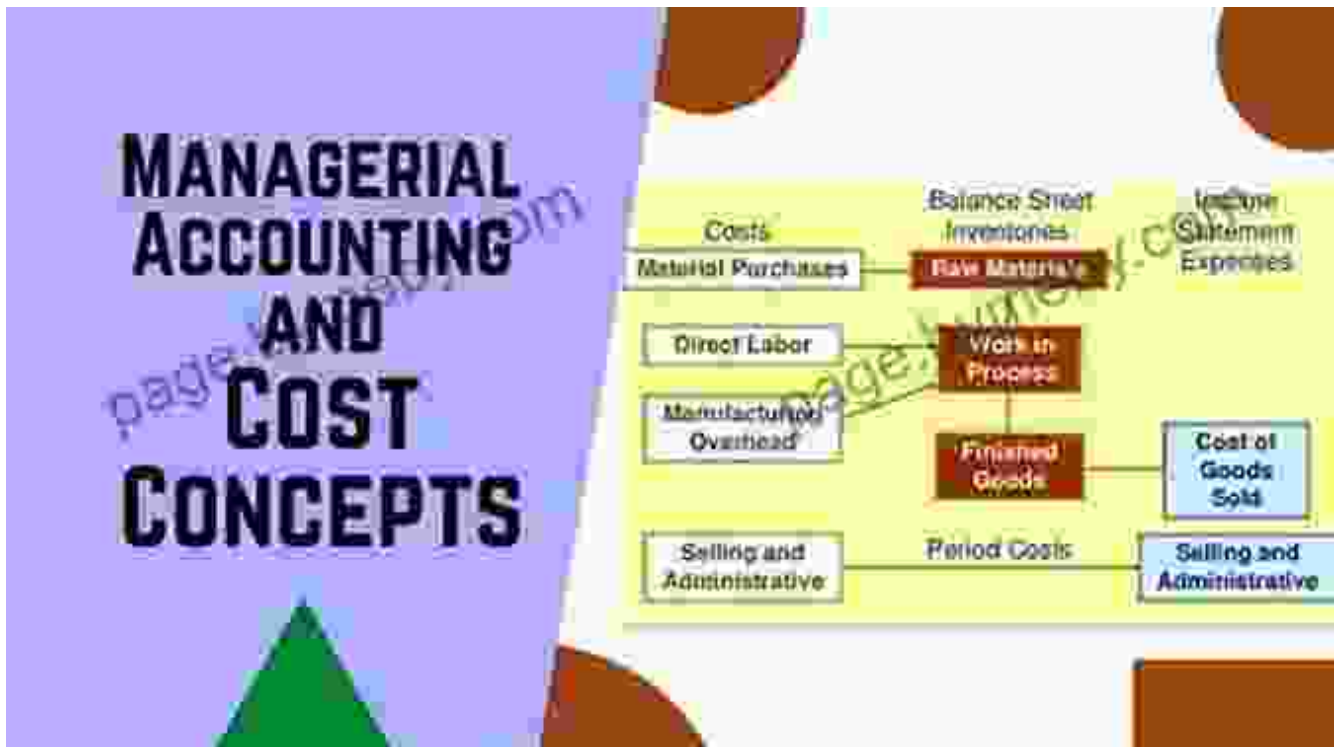 MANAGERIAL
ACCOUNTING
AND
COST
CONCEPTS
Costs
Balance Sheet
Inventories
Income
Statement
Expenses
Material Purchases
Raw Materials
Direct Labor
Work in
Process
Manufacturing
Overhead
Finished
Goods
Cost of
Goods
Sold
Selling and
Administrative
Period Costs
Selling and
Administrative